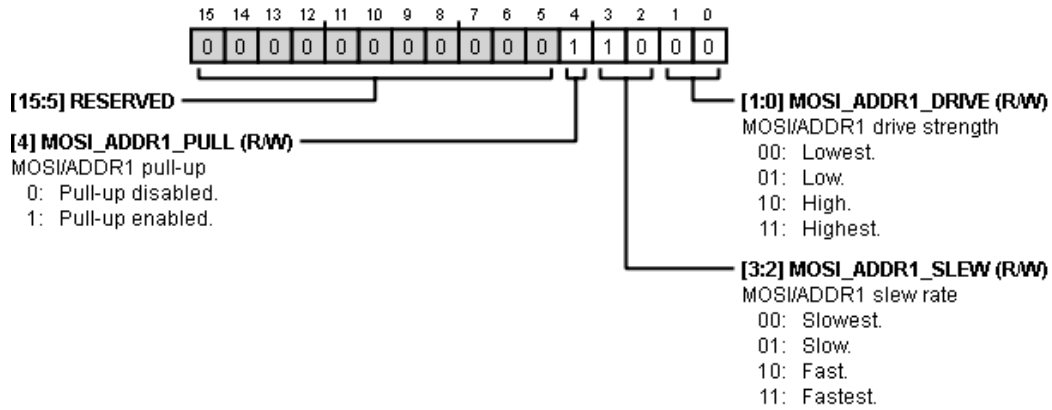 15 14 13 12 11 10 9 8 7 6 5 4 3 2 1 0
0 0 0 0 0 0 0 0 0 0 0 1 1 0 0 0
[15:5] RESERVED
[4] MOSI_ADDR1_PULL (R/W)
MOSI/ADDR1 pull-up
0: Pull-up disabled.
1: Pull-up enabled.
[1:0] MOSI_ADDR1_DRIVE (R/W)
MOSI/ADDR1 drive strength
00: Lowest.
01: Low.
10: High.
11: Highest.
[3:2] MOSI_ADDR1_SLEW (R/W)
MOSI/ADDR1 slew rate
00: Slowest.
01: Slow.
10: Fast.
11: Fastest.